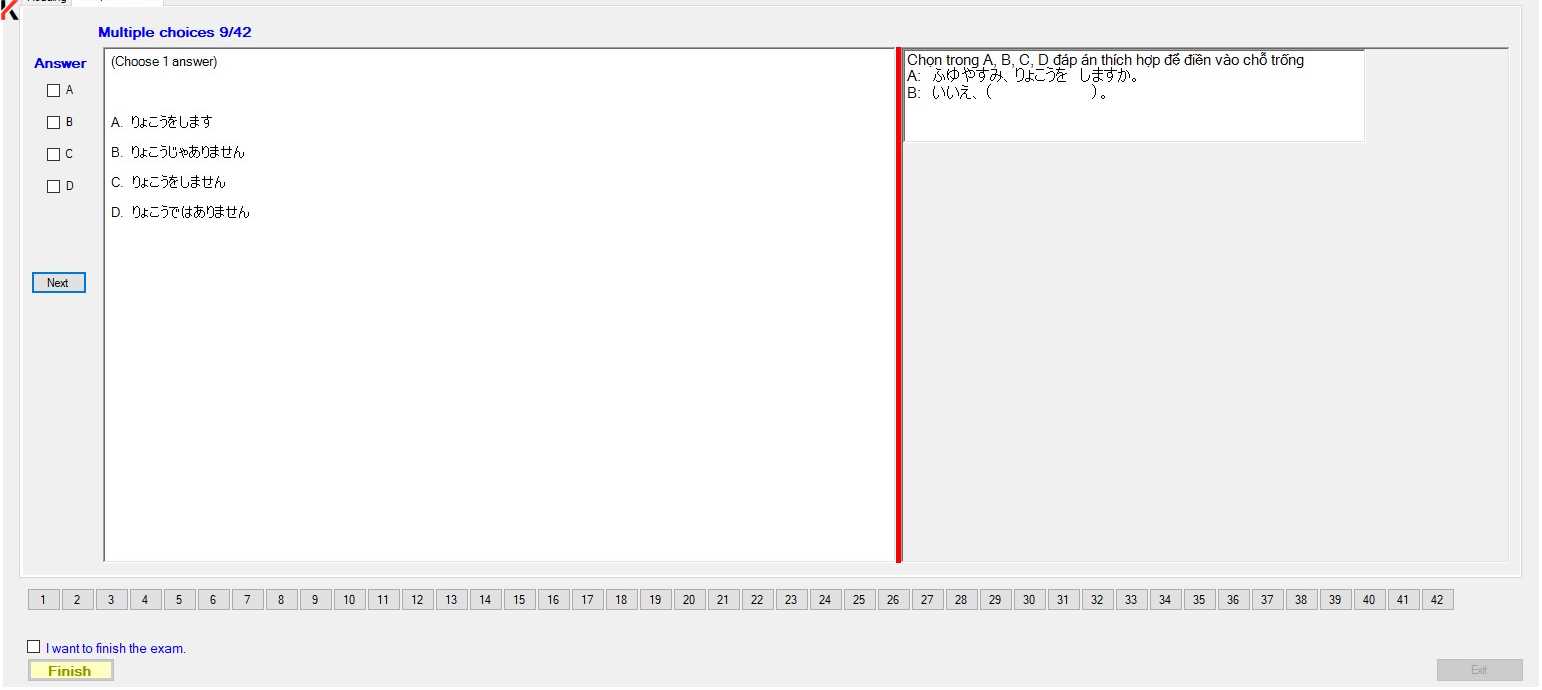 Multiple choices 9/42
Answer
A
B
C
D
Next
(Choose 1 answer)
A. りょこうをします
B. りょこうじゃありません
C. りょこうをしません
D. りょこうではありません
Chọn trong A, B, C, D đáp án thích hợp để điền vào chỗ trống
A: ふゆやすみ、りょこうを しますか。
B: いいえ、( )。
1 2 3 4 5 6 7 8 9 10 11 12 13 14 15 16 17 18 19 20 21 22 23 24 25 26 27 28 29 30 31 32 33 34 35 36 37 38 39 40 41 42
I want to finish the exam.
Finish
Exit